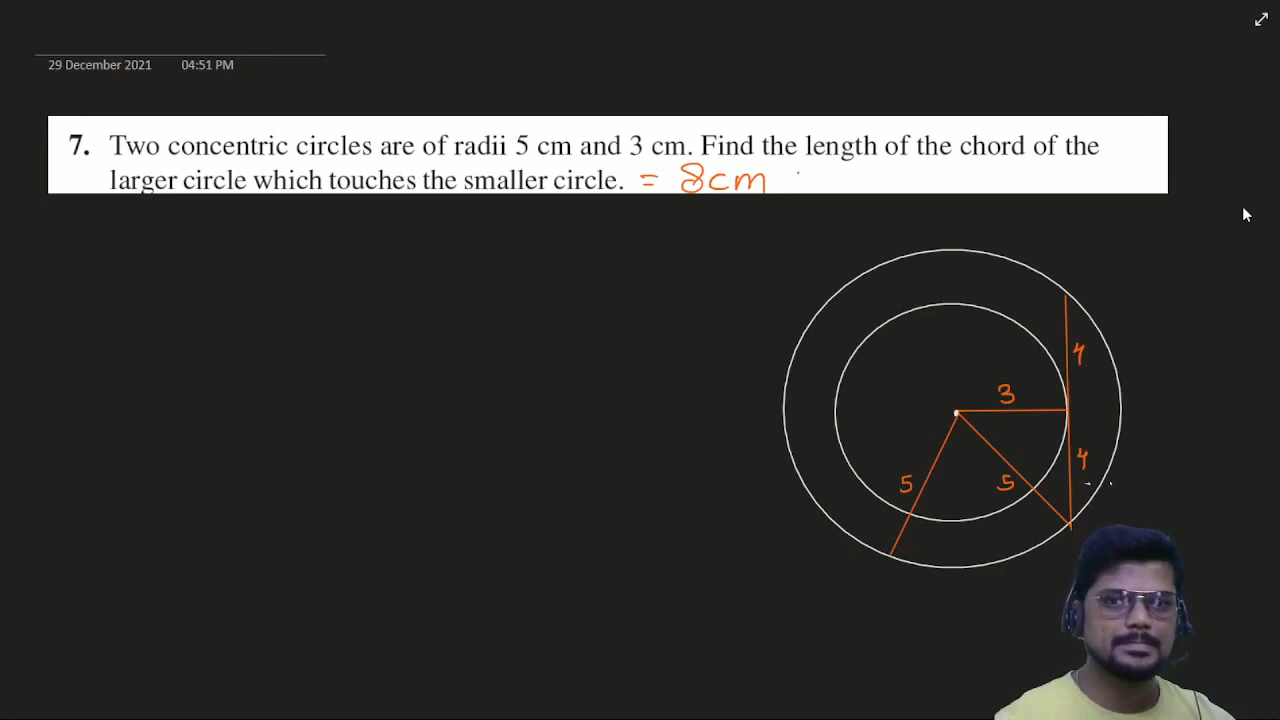 29 December 2021 04:51 PM
7. Two concentric circles are of radii 5 cm and 3 cm. Find the length of the chord of the
larger circle which touches the smaller circle. = 8cm
4
3
4
5
5